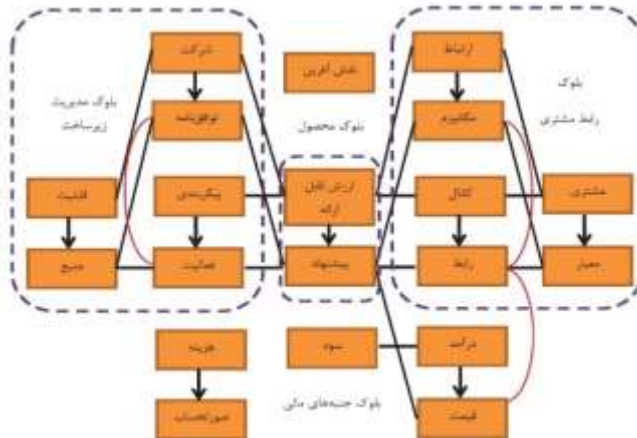 ارتباط
مکانیزم
کانال
رابط
بلوک
رابط مشتری
مشتری
معیار
نقش آفرین
بلوک محصول
ارزش قابل
ارائه
پیشنهاد
شراکت
توافق‌نامه
پیکربندی
فعالیت
بلوک مدیریت
زیرساخت
قابلیت
منبع
درآمد
قیمت
سود
بلوک جنبه‌های مالی
هزینه
صورتحساب